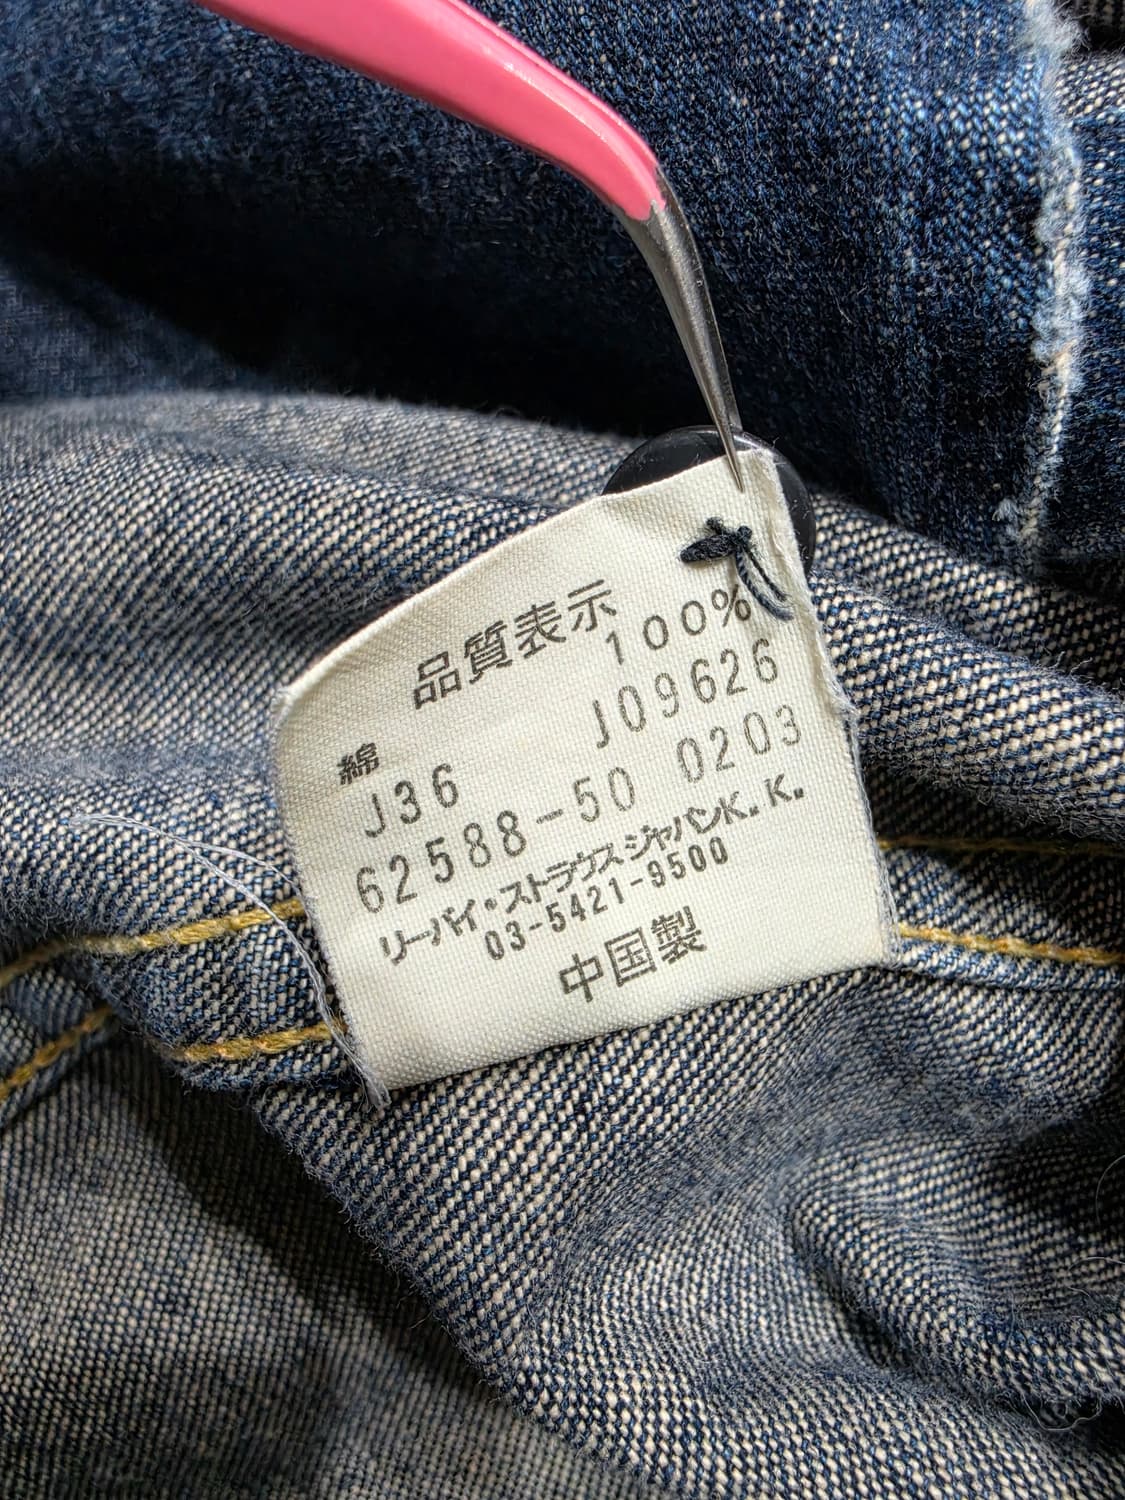 品質表示
綿 100%
J36 J09626
62588-50 0203
リーバイ・ストラウス ジャパンK.K.
03-5421-9500
中国製